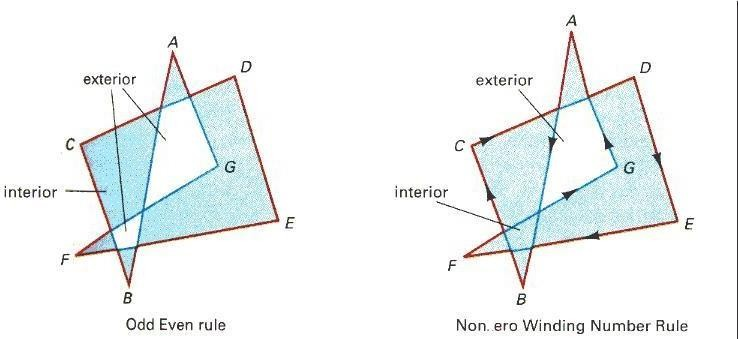 A
D
exterior
C
G
interior
E
F
B
Odd Even rule
A
D
exterior
C
G
interior
E
F
B
Non.ero Winding Number Rule